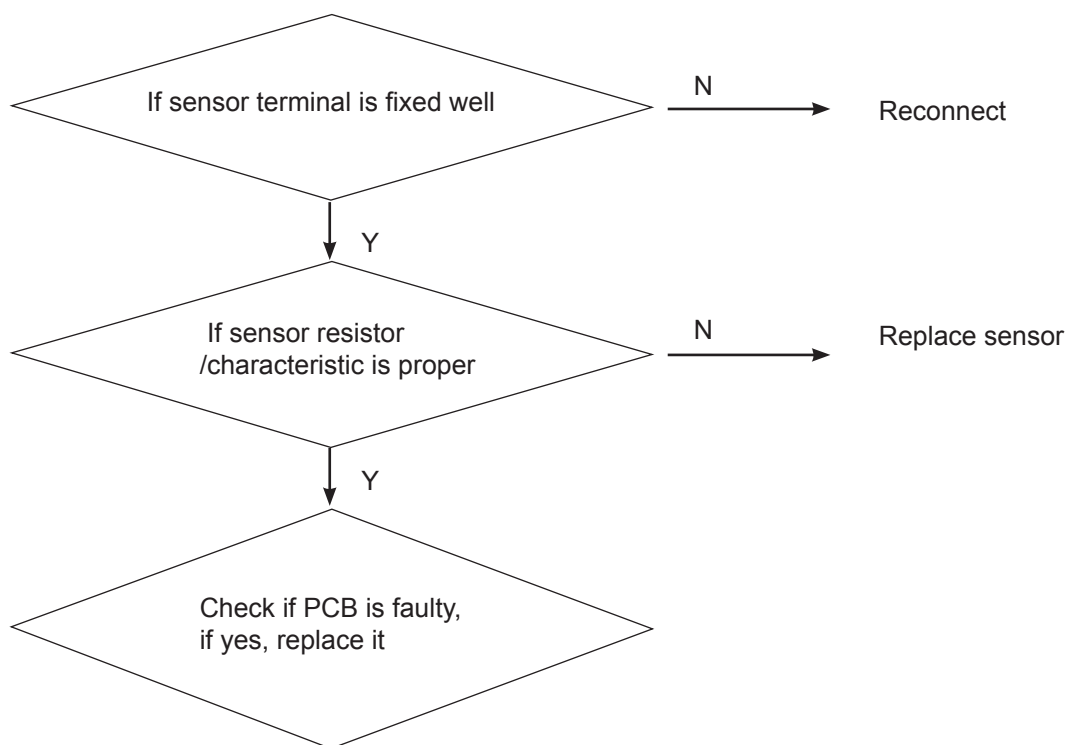 If sensor terminal is fixed well
N
Reconnect
Y
If sensor resistor
/characteristic is proper
N
Replace sensor
Y
Check if PCB is faulty,
if yes, replace it